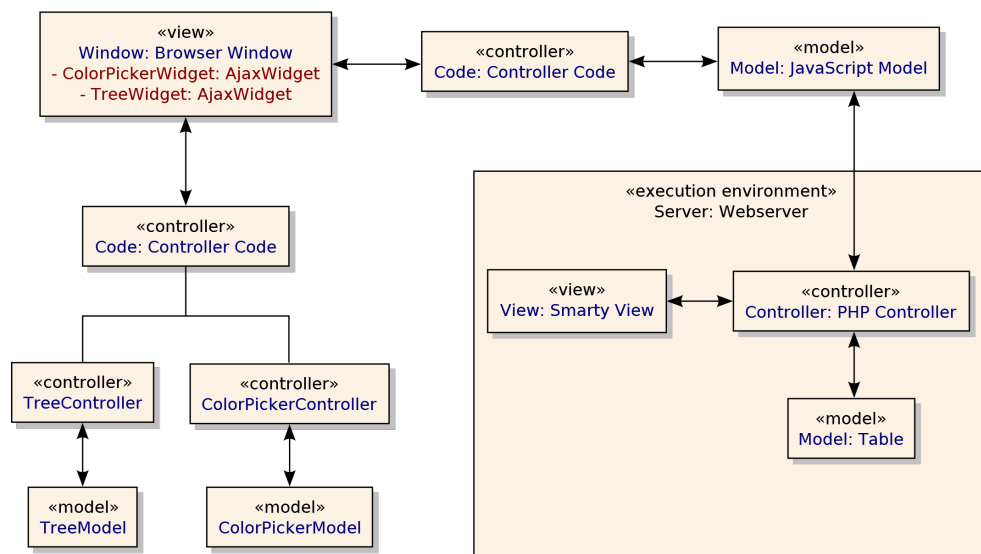 «view»
Window: Browser Window
- ColorPickerWidget: AjaxWidget
- TreeWidget: AjaxWidget
«controller»
Code: Controller Code
«model»
Model: JavaScript Model
«execution environment»
Server: Webserver
«controller»
Code: Controller Code
«view»
View: Smarty View
«controller»
Controller: PHP Controller
«controller»
TreeController
«controller»
ColorPickerController
«model»
Model: Table
«model»
TreeModel
«model»
ColorPickerModel